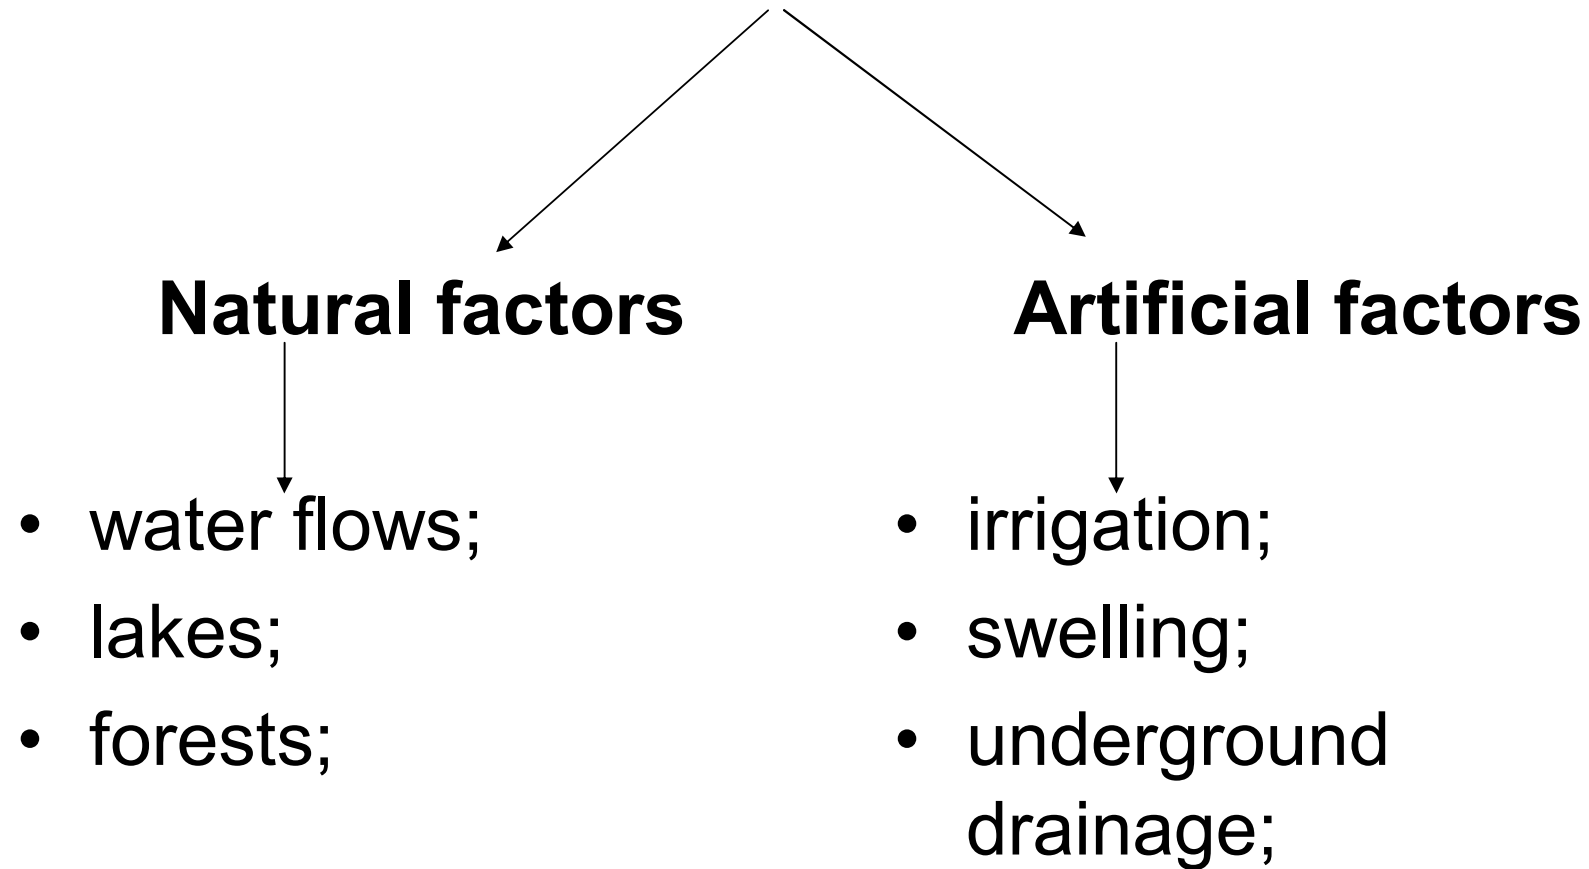 Natural factors
• water flows;
• lakes;
• forests;
Artificial factors
• irrigation;
• swelling;
• underground
drainage;